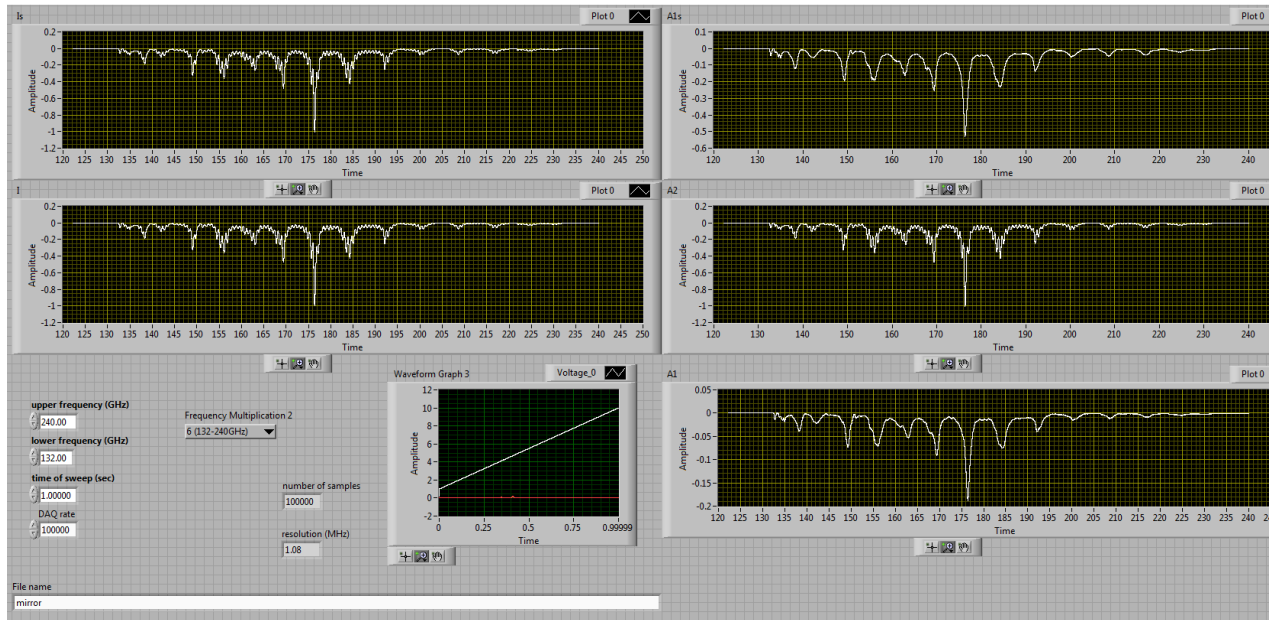 Is
Plot 0
Amplitude
0.2
0
-0.2
-0.4
-0.6
-0.8
-1
-1.2
120 125 130 135 140 145 150 155 160 165 170 175 180 185 190 195 200 205 210 215 220 225 230 235 240 245 250
Time
A1s
Plot 0
Amplitude
0.1
0
-0.1
-0.2
-0.3
-0.4
-0.5
-0.6
120 130 140 150 160 170 180 190 200 210 220 230 240
Time
I
Plot 0
Amplitude
0.2
0
-0.2
-0.4
-0.6
-0.8
-1
-1.2
120 125 130 135 140 145 150 155 160 165 170 175 180 185 190 195 200 205 210 215 220 225 230 235 240 245 250
Time
A2
Plot 0
Amplitude
0.2
0
-0.2
-0.4
-0.6
-0.8
-1
-1.2
120 130 140 150 160 170 180 190 200 210 220 230 240
Time
upper frequency (GHz)
240.00
lower frequency (GHz)
132.00
time of sweep (sec)
1.00000
DAQ rate
100000
Frequency Multiplication 2
6 (132-240GHz)
number of samples
100000
resolution (MHz)
1.08
Waveform Graph 3
Voltage_0
Amplitude
12
10
8
6
4
2
0
-2
0 0.25 0.5 0.75 0.99999
Time
A1
Plot 0
Amplitude
0.05
0
-0.05
-0.1
-0.15
-0.2
120 125 130 135 140 145 150 155 160 165 170 175 180 185 190 195 200 205 210 215 220 225 230 235 240
Time
File name
mirror